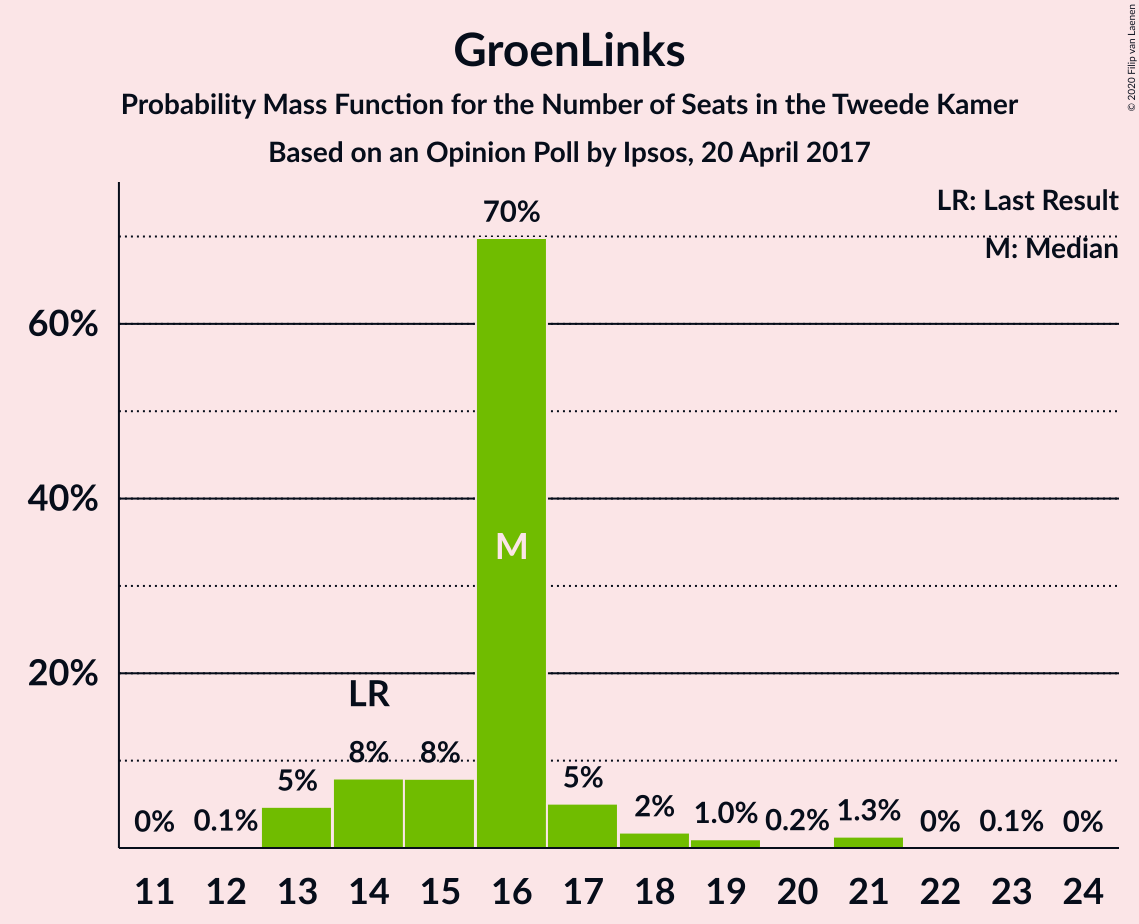 GroenLinks
Probability Mass Function for the Number of Seats in the Tweede Kamer
Based on an Opinion Poll by Ipsos, 20 April 2017
© 2020 Filip van Laenen
LR: Last Result
M: Median
60%
40%
20%
70%
M
LR
0% 0.1% 5% 8% 8% 5% 2% 1.0% 0.2% 1.3% 0% 0.1% 0%
11 12 13 14 15 16 17 18 19 20 21 22 23 24